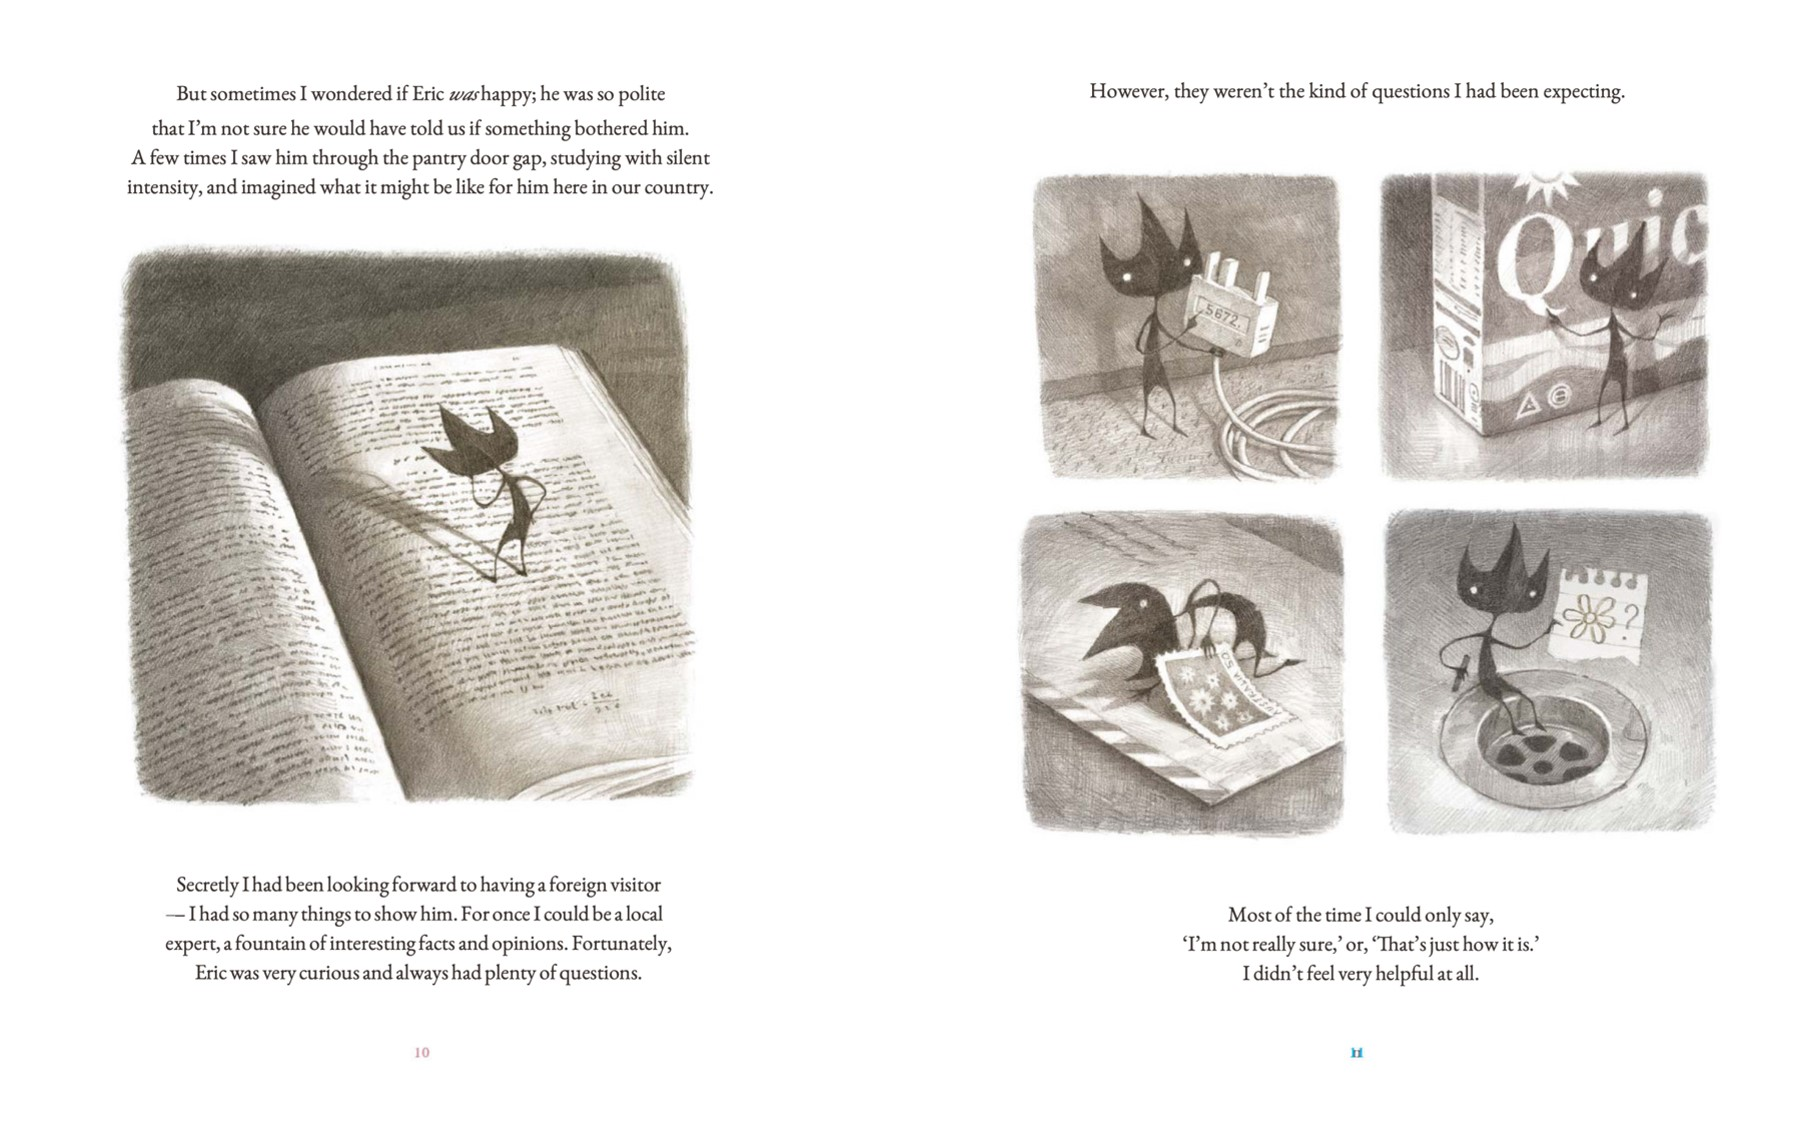 But sometimes I wondered if Eric was happy; he was so polite
that I’m not sure he would have told us if something bothered him.
A few times I saw him through the pantry door gap, studying with silent
intensity, and imagined what it might be like for him here in our country.
Secretly I had been looking forward to having a foreign visitor
— I had so many things to show him. For once I could be a local
expert, a fountain of interesting facts and opinions. Fortunately,
Eric was very curious and always had plenty of questions.
10
However, they weren’t the kind of questions I had been expecting.
5672.
Quic
?
Most of the time I could only say,
‘I’m not really sure,’ or, ‘That’s just how it is.’
I didn’t feel very helpful at all.
11